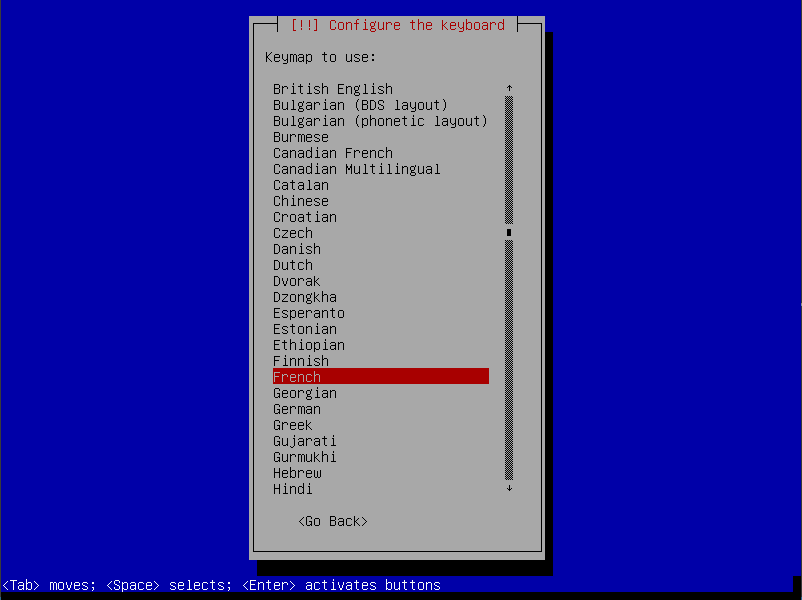 [!!] Configure the keyboard
Keymap to use:
British English
Bulgarian (BDS layout)
Bulgarian (phonetic layout)
Burmese
Canadian French
Canadian Multilingual
Catalan
Chinese
Croatian
Czech
Danish
Dutch
Dvorak
Dzongkha
Esperanto
Estonian
Ethiopian
Finnish
French
Georgian
German
Greek
Gujarati
Gurmukhi
Hebrew
Hindi
<Go Back>
<Tab> moves; <Space> selects; <Enter> activates buttons